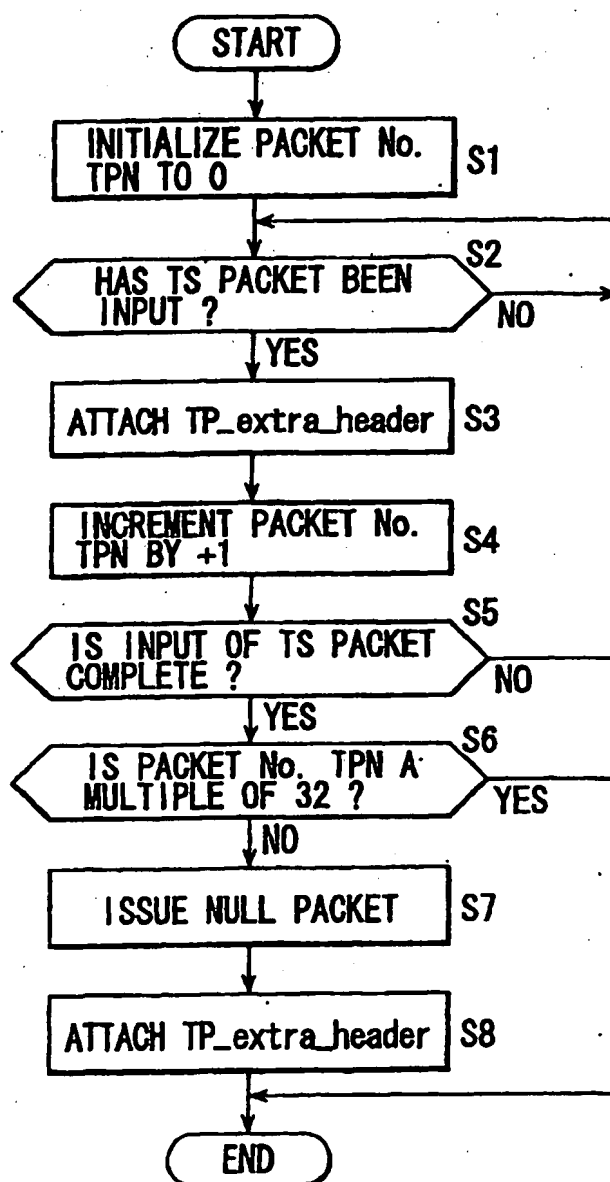 START
INITIALIZE PACKET No.
TPN TO 0
S1
S2
HAS TS PACKET BEEN
INPUT ?
NO
YES
ATTACH TP_extra_header
S3
INCREMENT PACKET No.
TPN BY +1
S4
S5
IS INPUT OF TS PACKET
COMPLETE ?
NO
YES
S6
IS PACKET No. TPN A
MULTIPLE OF 32 ?
YES
NO
ISSUE NULL PACKET
S7
ATTACH TP_extra_header
S8
END